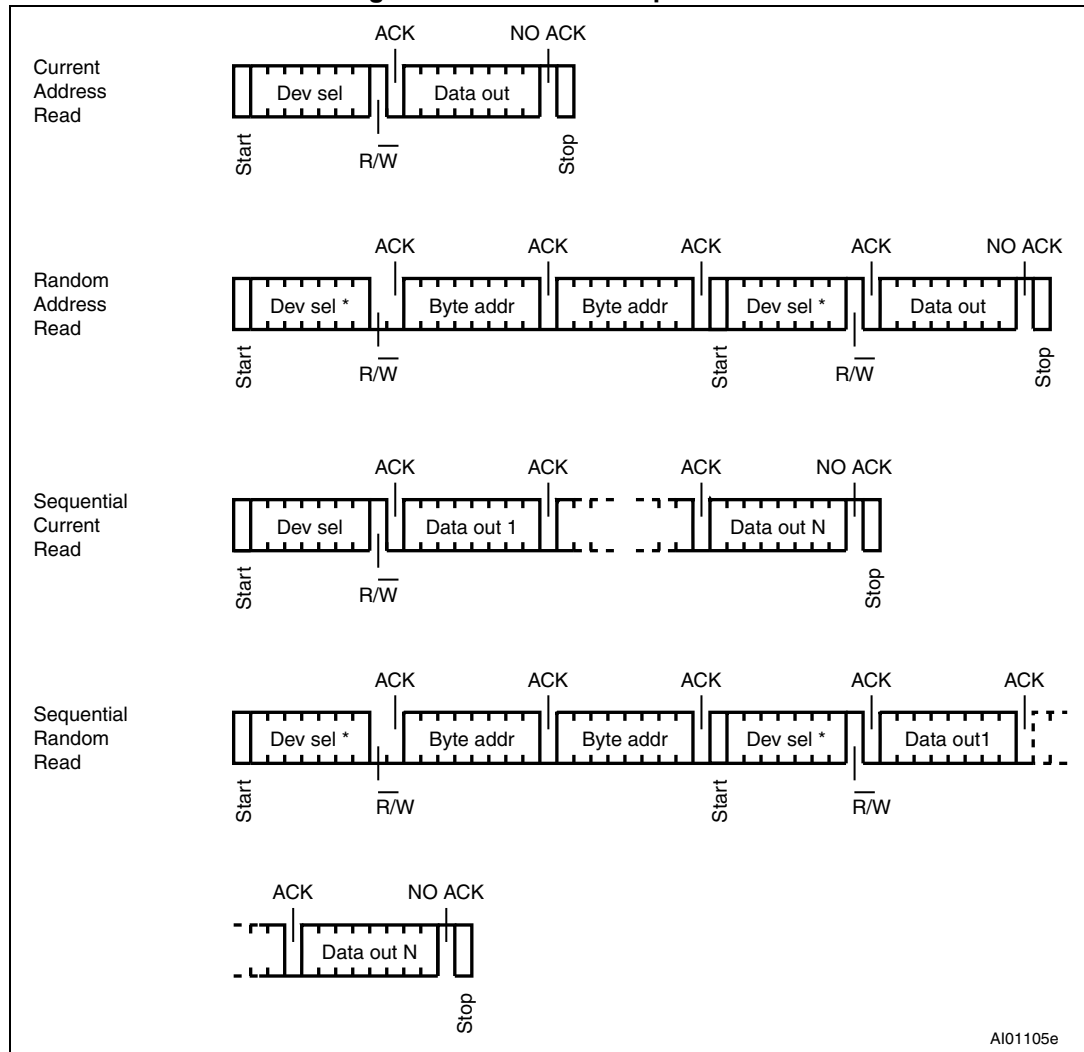 ACK NO ACK
Current
Address
Read
Dev sel Data out
Start R/W̅ Stop
ACK ACK ACK ACK NO ACK
Random
Address
Read
Dev sel * Byte addr Byte addr Dev sel * Data out
Start R/W̅ Start R/W̅ Stop
ACK ACK ACK NO ACK
Sequential
Current
Read
Dev sel Data out 1 Data out N
Start R/W̅ Stop
ACK ACK ACK ACK ACK
Sequential
Random
Read
Dev sel * Byte addr Byte addr Dev sel * Data out1
Start R̅/W Start R̅/W
ACK NO ACK
Data out N
Stop
AI01105e